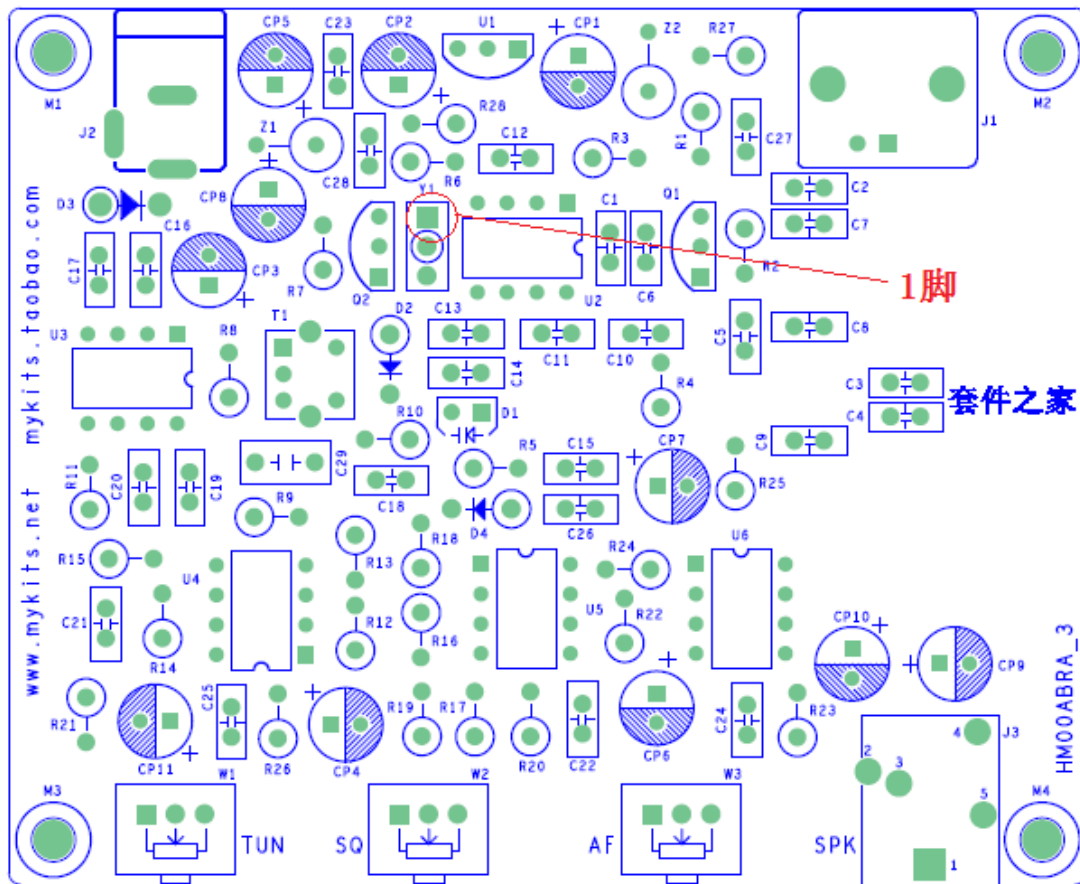 CP5
C23
CP2
U1
CP1
Z2
R27
M1
J2
Z1
C28
R28
R6
C12
R3
R1
C27
J1
M2
D3
CP8
Y1
C1
Q1
C2
C7
C16
C17
CP3
R7
Q2
U2
C6
R2
1脚
D2
C13
C11
C10
C5
C8
U3
R8
T1
C14
R4
C3
C4
套件之家
R10
D1
R5
C15
CP7
C9
R11
C20
C19
C29
C18
R9
D4
C26
R25
R15
U4
R13
R18
R24
U6
C21
R14
R12
R16
U5
R22
CP10
CP9
R21
CP11
C25
R26
CP4
R19
R17
R20
C22
CP6
C24
R23
J3
4
2
3
5
1
M3
W1
TUN
SQ
W2
AF
W3
SPK
M4
www.mykits.net mykits.taobao.com
HM00ABRA_3